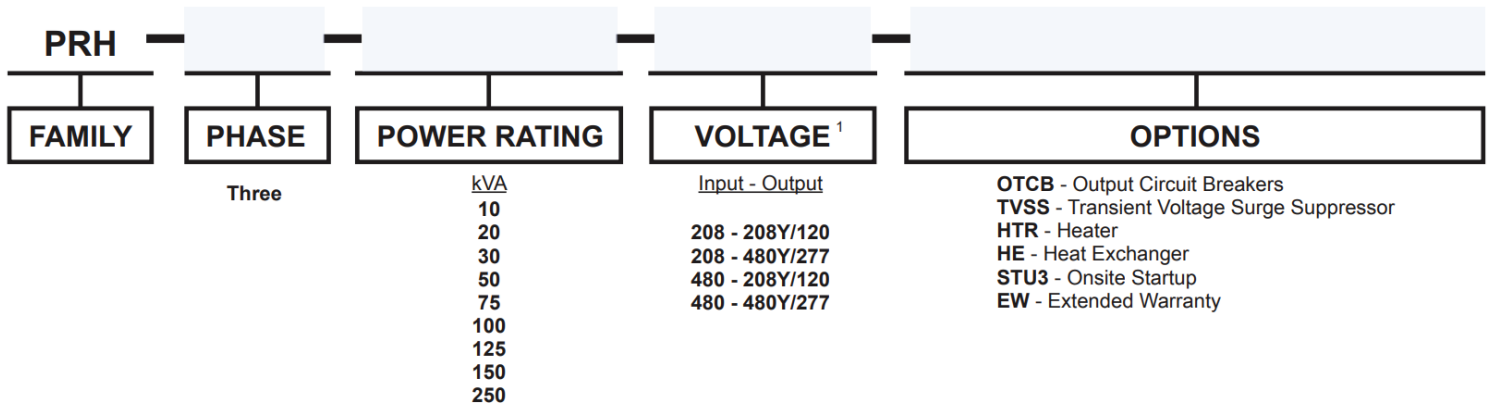 PRH
FAMILY
PHASE
POWER RATING
VOLTAGE 1
OPTIONS
Three
kVA
10
20
30
50
75
100
125
150
250
Input - Output
208 - 208Y/120
208 - 480Y/277
480 - 208Y/120
480 - 480Y/277
OTCB - Output Circuit Breakers
TVSS - Transient Voltage Surge Suppressor
HTR - Heater
HE - Heat Exchanger
STU3 - Onsite Startup
EW - Extended Warranty